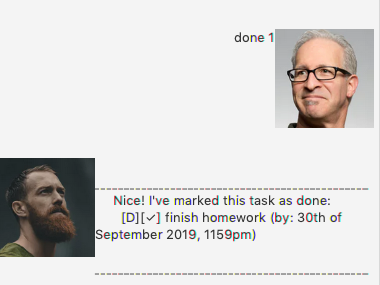 done 1
Nice! I've marked this task as done:
[D][✓] finish homework (by: 30th of
September 2019, 1159pm)